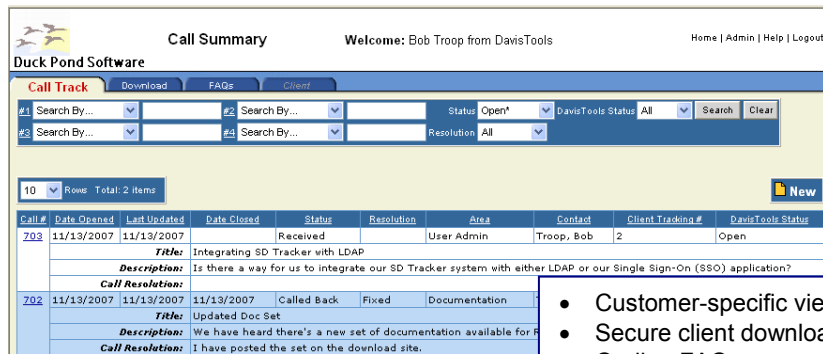 Call Summary Welcome: Bob Troop from DavisTools Home | Admin | Help | Logout
Duck Pond Software
Call Track Download FAQs Client
#1 Search By... #2 Search By... Status Open* DavisTools Status All Search Clear
#3 Search By... #4 Search By... Resolution All
10 Rows Total: 2 items New
Call # Date Opened Last Updated Date Closed Status Resolution Area Contact Client Tracking # DavisTools Status
703 11/13/2007 11/13/2007 Received User Admin Troop, Bob 2 Open
Title: Integrating SD Tracker with LDAP
Description: Is there a way for us to integrate our SD Tracker system with either LDAP or our Single Sign-On (SSO) application?
Call Resolution:
702 11/13/2007 11/13/2007 11/13/2007 Called Back Fixed Documentation
Title: Updated Doc Set
Description: We have heard there's a new set of documentation available for
Call Resolution: I have posted the set on the download site.
• Customer-specific vie
• Secure client downloa